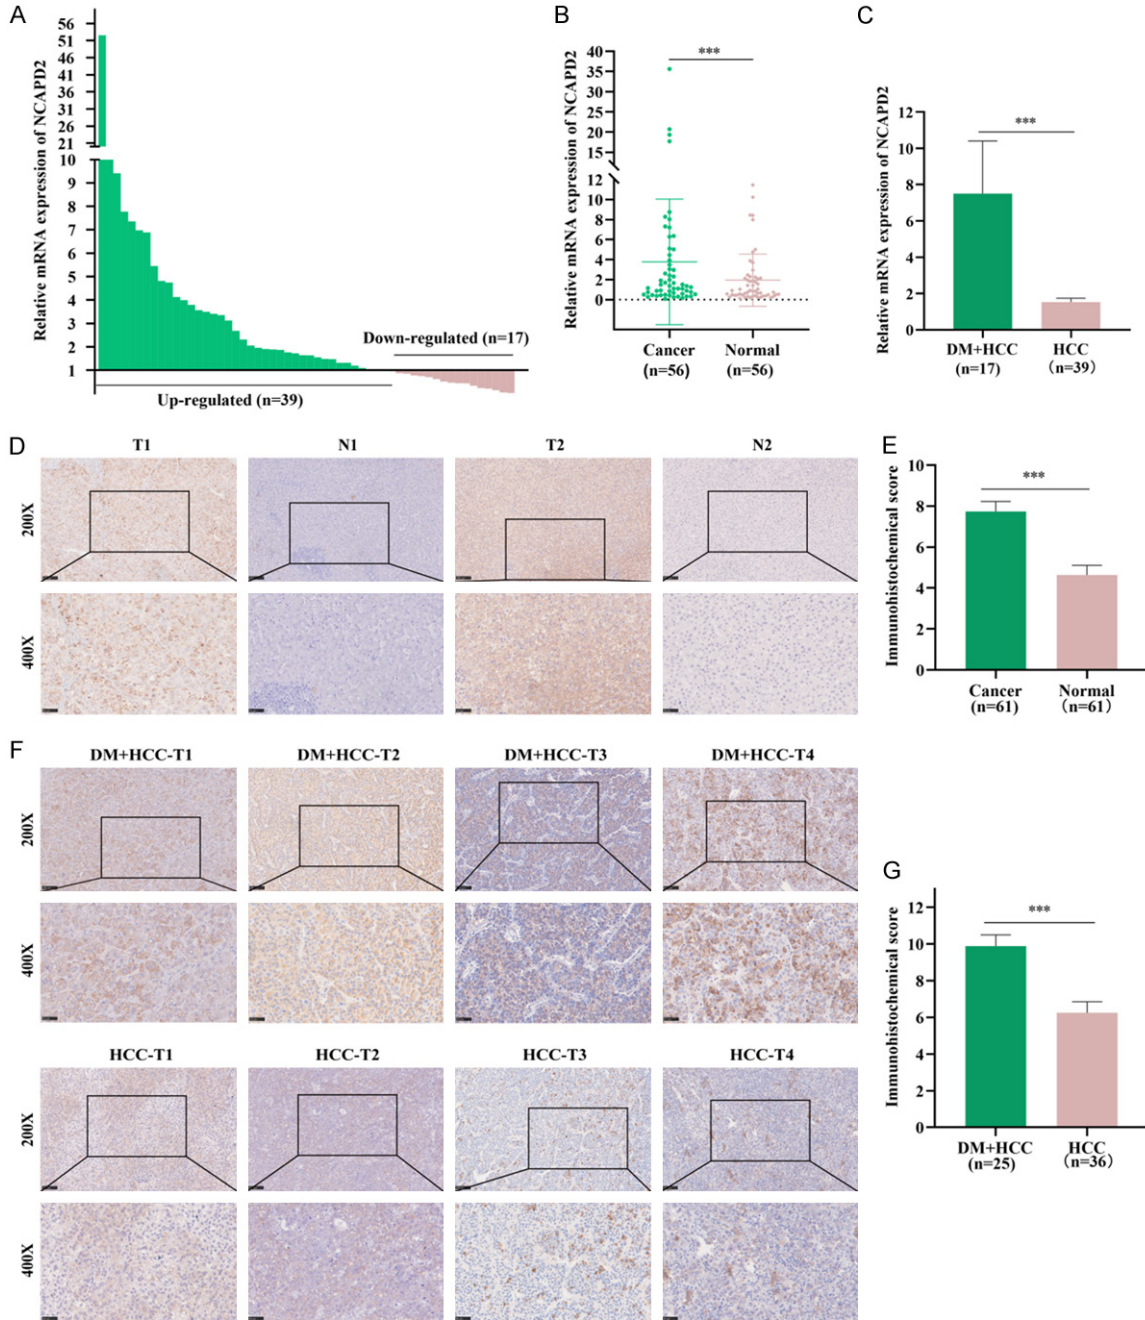 A
Relative mRNA expression of NCAPD2
56
51
46
41
36
31
26
21
10
9
8
7
6
5
4
3
2
1
Down-regulated (n=17)
Up-regulated (n=39)
B
Relative mRNA expression of NCAPD2
40
35
30
25
20
15
12
10
8
6
4
2
0
***
Cancer
(n=56)
Normal
(n=56)
C
Relative mRNA expression of NCAPD2
12
10
8
6
4
2
0
***
DM+HCC
(n=17)
HCC
(n=39)
D
T1
N1
T2
N2
200X
400X
E
Immunohistochemical score
10
8
6
4
2
0
***
Cancer
(n=61)
Normal
(n=61)
F
DM+HCC-T1
DM+HCC-T2
DM+HCC-T3
DM+HCC-T4
200X
400X
HCC-T1
HCC-T2
HCC-T3
HCC-T4
200X
400X
G
Immunohistochemical score
12
10
8
6
4
2
0
***
DM+HCC
(n=25)
HCC
(n=36)